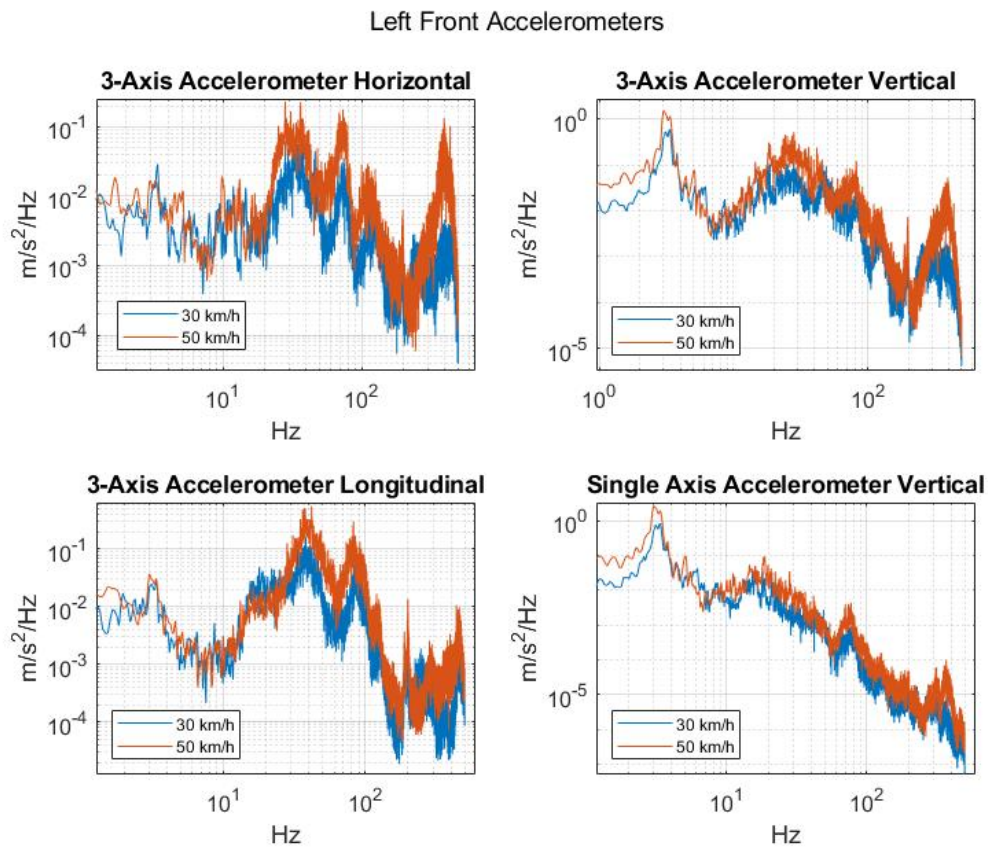 Left Front Accelerometers
3-Axis Accelerometer Horizontal
10^-1
10^-2
10^-3
10^-4
m/s^2/Hz
30 km/h
50 km/h
10^1
10^2
Hz
3-Axis Accelerometer Vertical
10^0
10^-5
m/s^2/Hz
30 km/h
50 km/h
10^0
10^2
Hz
3-Axis Accelerometer Longitudinal
10^-1
10^-2
10^-3
10^-4
m/s^2/Hz
30 km/h
50 km/h
10^1
10^2
Hz
Single Axis Accelerometer Vertical
10^0
10^-5
m/s^2/Hz
30 km/h
50 km/h
10^1
10^2
Hz